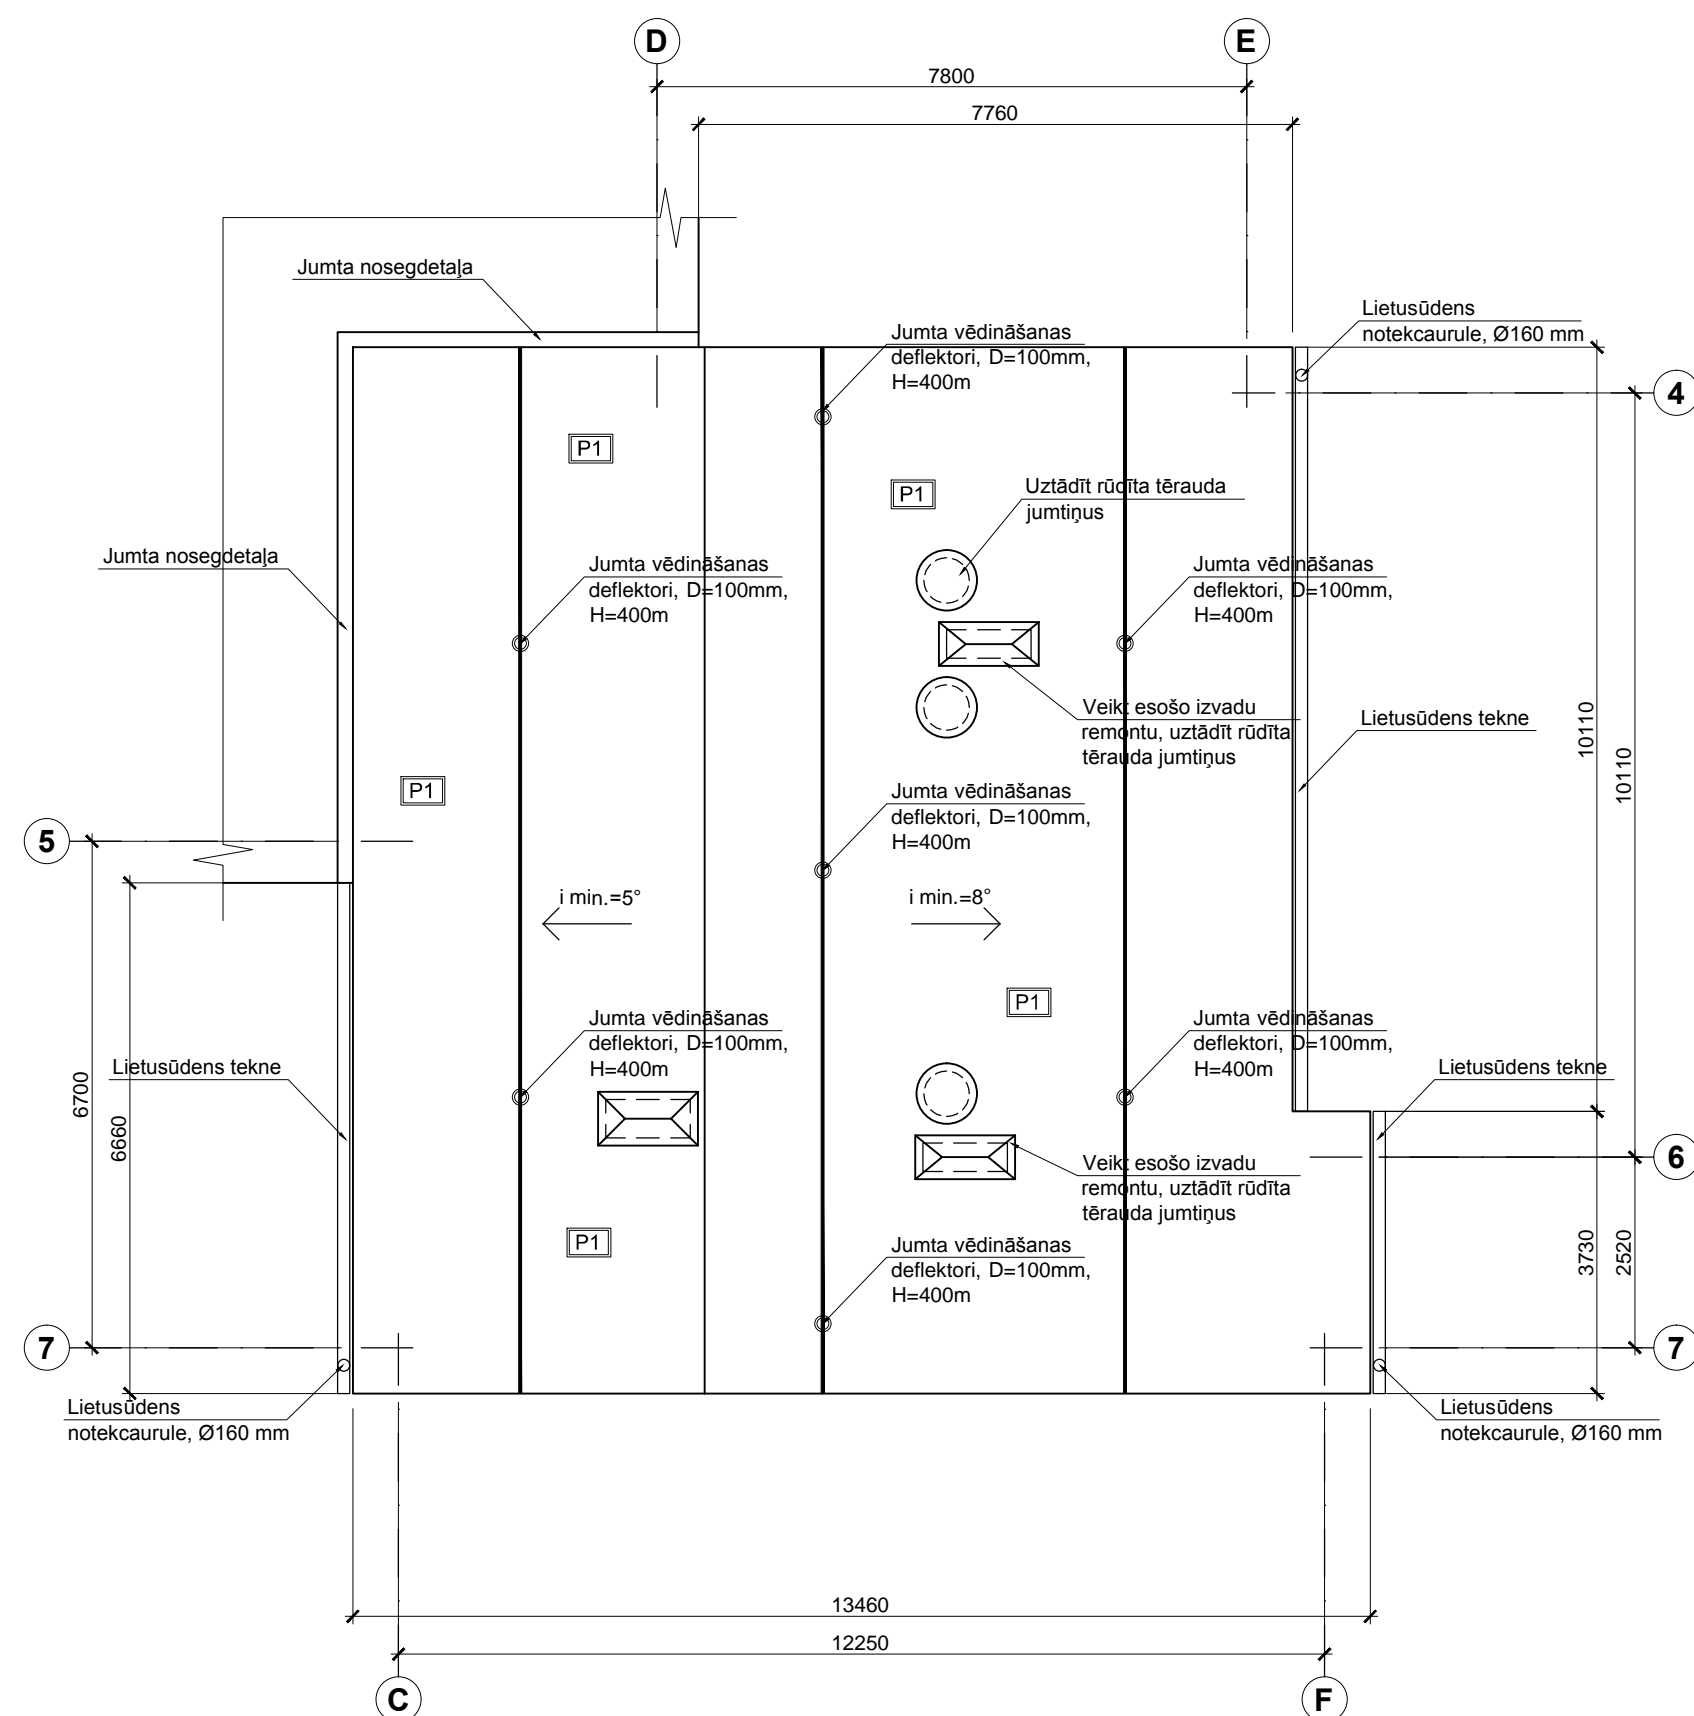 D
E
7800
7760
Jumta nosegdetaļa
Lietusūdens
notekcaurule, Ø160 mm
Jumta vēdināšanas
deflektori, D=100mm,
H=400m
4
P1
P1
Uztādīt rūdīta tērauda
jumtiņus
Jumta nosegdetaļa
Jumta vēdināšanas
deflektori, D=100mm,
H=400m
Jumta vēdināšanas
deflektori, D=100mm,
H=400m
Veikt esošo izvadu
remontu, uztādīt rūdīta
tērauda jumtiņus
Lietusūdens tekne
10110
10110
P1
Jumta vēdināšanas
deflektori, D=100mm,
H=400m
5
i min.=5°
i min.=8°
P1
Jumta vēdināšanas
deflektori, D=100mm,
H=400m
Jumta vēdināšanas
deflektori, D=100mm,
H=400m
Lietusūdens tekne
Lietusūdens tekne
6700
6660
6
Veikt esošo izvadu
remontu, uztādīt rūdīta
tērauda jumtiņus
P1
Jumta vēdināšanas
deflektori, D=100mm,
H=400m
3730
2520
7
7
Lietusūdens
notekcaurule, Ø160 mm
Lietusūdens
notekcaurule, Ø160 mm
13460
12250
C
F